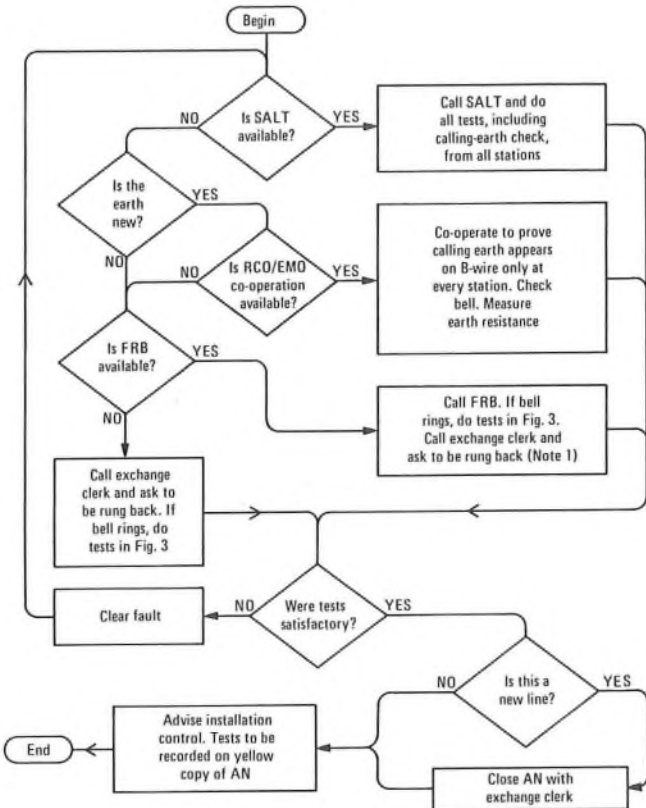 Begin
Is SALT
available?
NO
YES
Call SALT and do
all tests, including
calling-earth check,
from all stations
Is the
earth
new?
YES
NO
Is RCO/EMO
co-operation
available?
NO
YES
Co-operate to prove
calling earth appears
on B-wire only at
every station. Check
bell. Measure
earth resistance
Is FRB
available?
YES
NO
Call FRB. If bell
rings, do tests in Fig. 3.
Call exchange clerk and
ask to be rung back (Note 1)
Call exchange
clerk and ask to
be rung back. If
bell rings, do
tests in Fig. 3
Were tests
satisfactory?
NO
YES
Clear fault
Is this a
new line?
NO
YES
Advise installation
control. Tests to be
recorded on yellow
copy of AN
End
Close AN with
exchange clerk